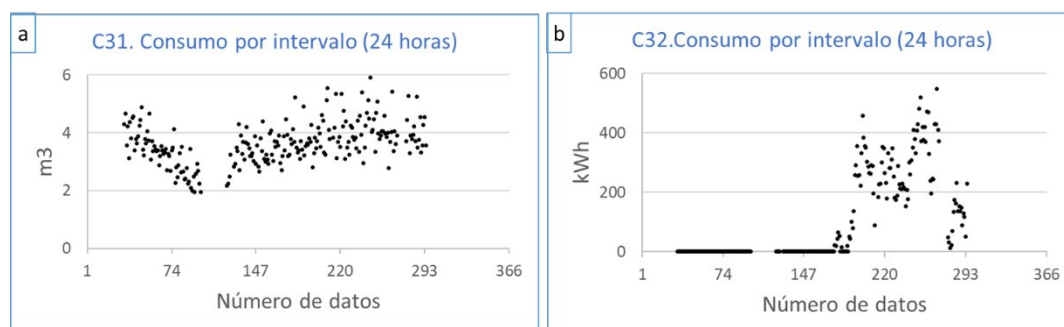 a
C31. Consumo por intervalo (24 horas)
6
4
2
0
m3
1 74 147 220 293 366
Número de datos
b
C32.Consumo por intervalo (24 horas)
600
400
200
0
kWh
1 74 147 220 293 366
Número de datos